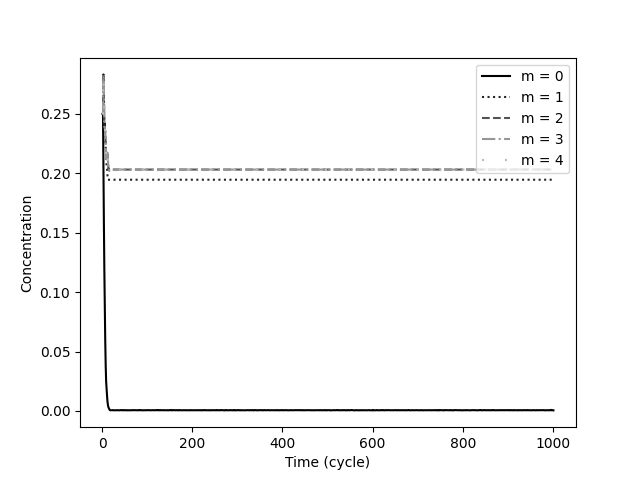 m = 0
m = 1
m = 2
m = 3
m = 4
0.25
0.20
0.15
0.10
0.05
0.00
Concentration
0 200 400 600 800 1000
Time (cycle)